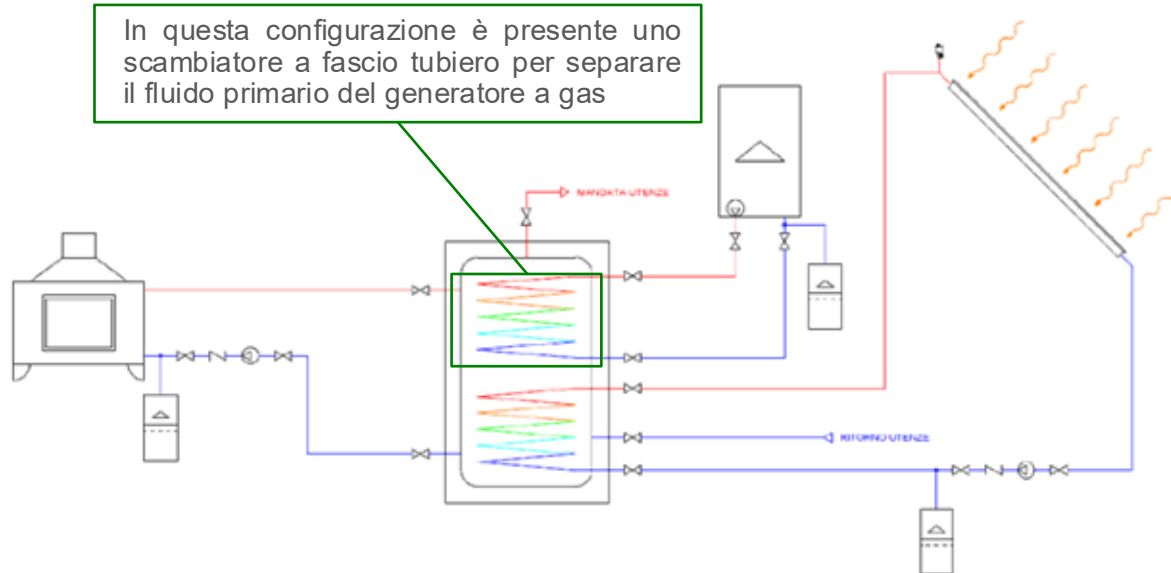 In questa configurazione è presente uno
scambiatore a fascio tubiero per separare
il fluido primario del generatore a gas
MANDATA UTENZE
RITORNO UTENZE